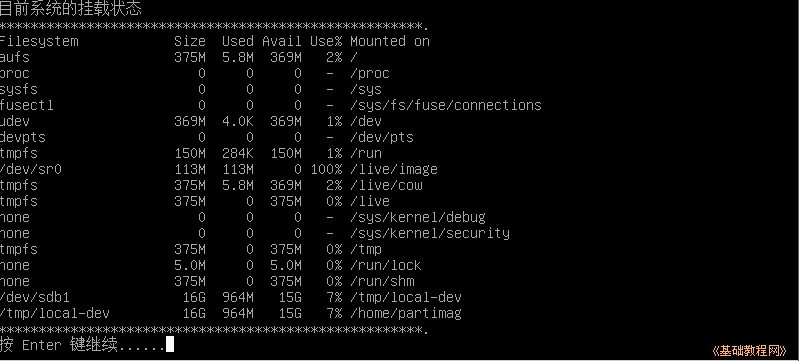 目前系统的挂载状态
*****************************************************.
Filesystem            Size  Used Avail Use% Mounted on
aufs                  375M  5.8M  369M   2% /
proc                     0     0     0   -  /proc
sysfs                    0     0     0   -  /sys
fusectl                  0     0     0   -  /sys/fs/fuse/connections
udev                  369M  4.0K  369M   1% /dev
devpts                   0     0     0   -  /dev/pts
tmpfs                 150M  284K  150M   1% /run
/dev/sr0              113M  113M     0 100% /live/image
tmpfs                 375M  5.8M  369M   2% /live/cow
tmpfs                 375M     0  375M   0% /live
none                     0     0     0   -  /sys/kernel/debug
none                     0     0     0   -  /sys/kernel/security
tmpfs                 375M     0  375M   0% /tmp
none                  5.0M     0  5.0M   0% /run/lock
none                  375M     0  375M   0% /run/shm
/dev/sdb1              16G  964M   15G   7% /tmp/local-dev
/tmp/local-dev         16G  964M   15G   7% /home/partimag
*****************************************************.
按 Enter 键继续......
《基础教程网》